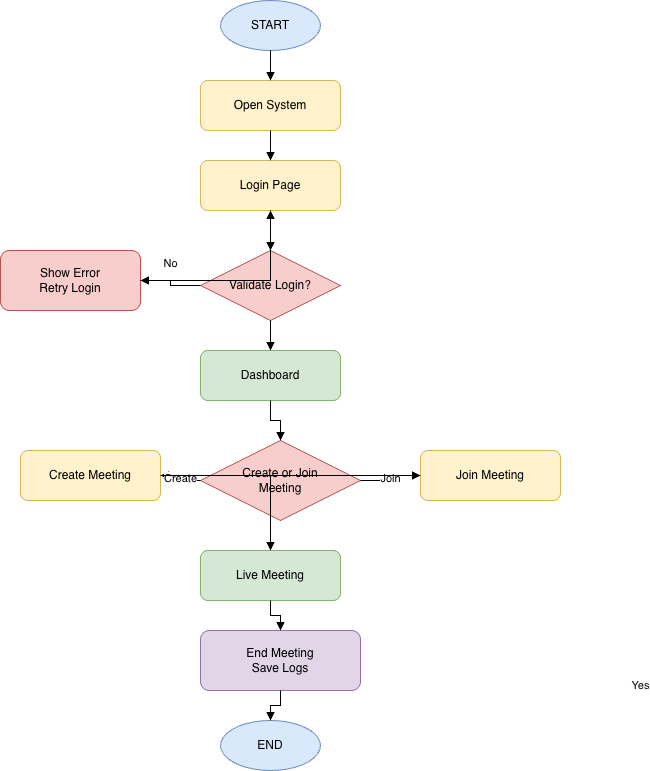 START
Open System
Login Page
No
Show Error
Retry Login
Validate Login?
Dashboard
Create Meeting
Create
Create or Join
Meeting
Join
Join Meeting
Live Meeting
End Meeting
Save Logs
Yes
END